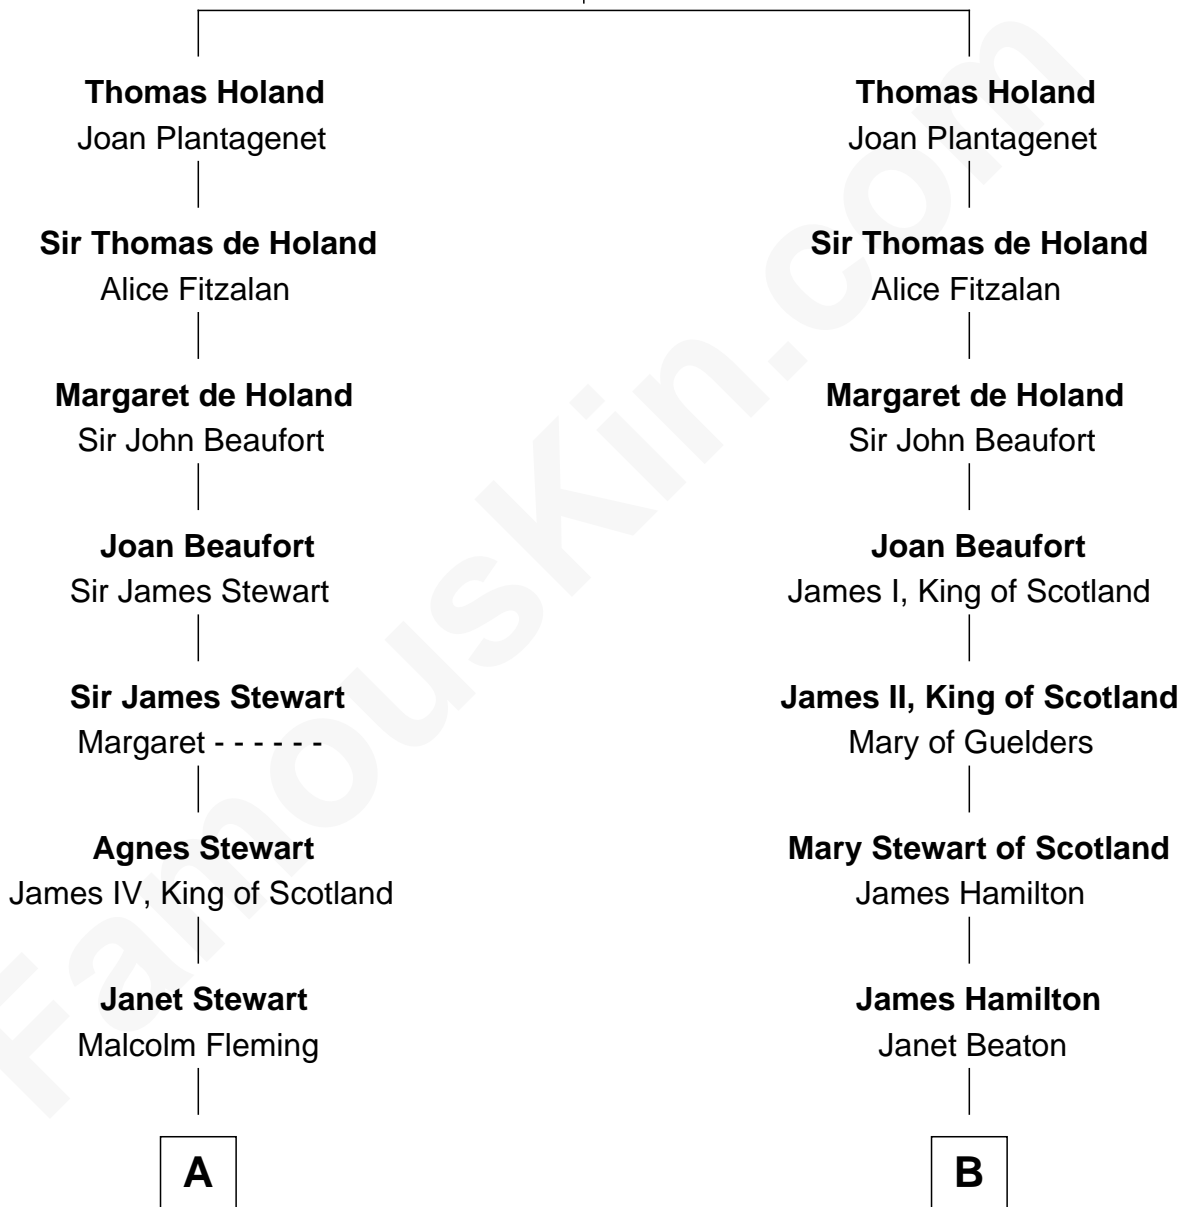 Thomas Holand
Joan Plantagenet
Sir Thomas de Holand
Alice Fitzalan
Margaret de Holand
Sir John Beaufort
Joan Beaufort
Sir James Stewart
Sir James Stewart
Margaret - - - - - -
Agnes Stewart
James IV, King of Scotland
Janet Stewart
Malcolm Fleming
A
Thomas Holand
Joan Plantagenet
Sir Thomas de Holand
Alice Fitzalan
Margaret de Holand
Sir John Beaufort
Joan Beaufort
James I, King of Scotland
James II, King of Scotland
Mary of Guelders
Mary Stewart of Scotland
James Hamilton
James Hamilton
Janet Beaton
B
FamousKin.com